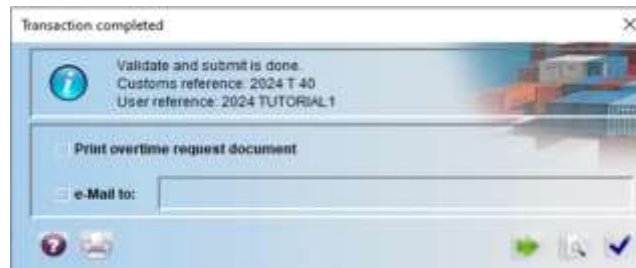 Transaction completed
Validate and submit is done.
Customs reference: 2024 T 40
User reference: 2024 TUTORIAL1
Print overtime request document
e-Mail to: